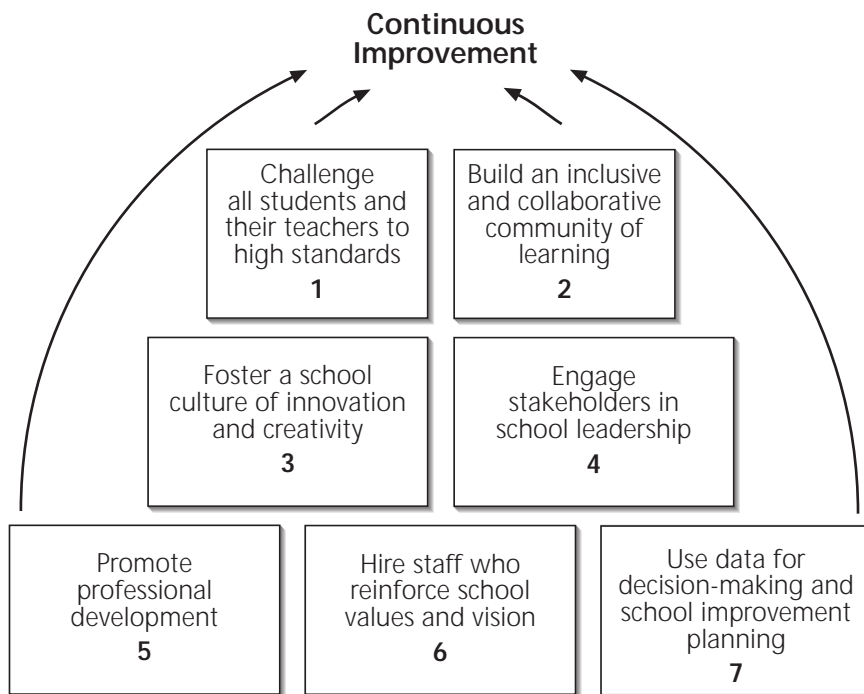 Continuous
Improvement
Challenge
all students and
their teachers to
high standards
1
Build an inclusive
and collaborative
community of
learning
2
Foster a school
culture of innovation
and creativity
3
Engage
stakeholders in
school leadership
4
Promote
professional
development
5
Hire staff who
reinforce school
values and vision
6
Use data for
decision-making and
school improvement
planning
7